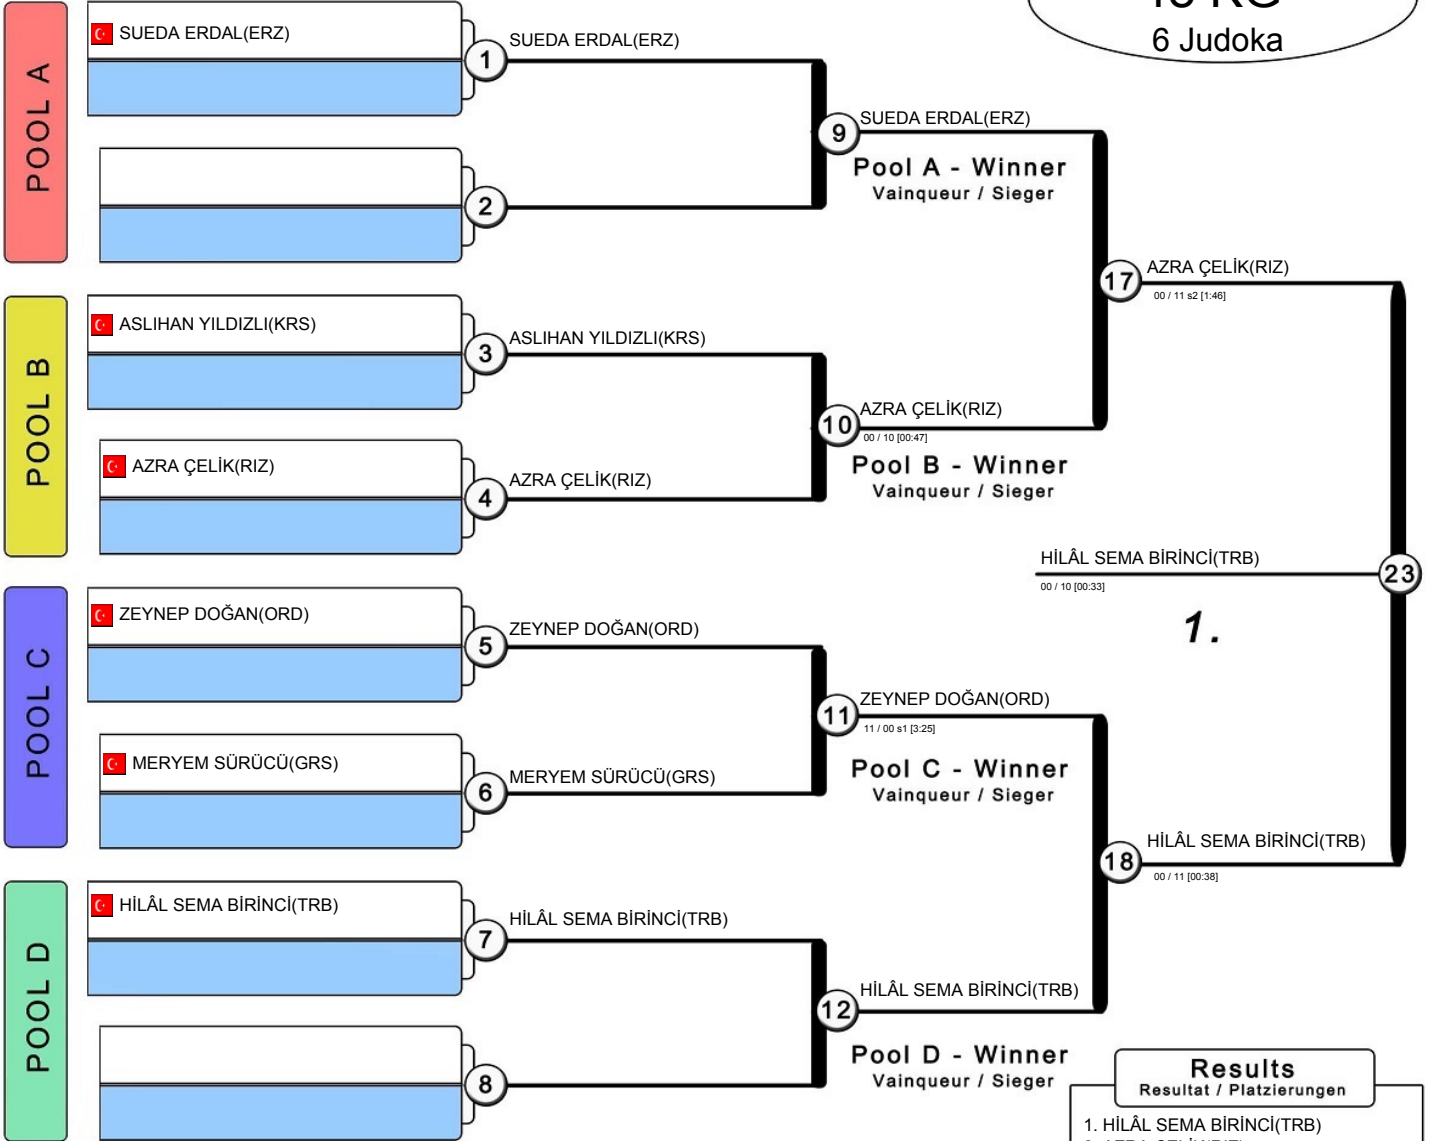 6 Judoka
POOL A
SUEDA ERDAL(ERZ)
1
SUEDA ERDAL(ERZ)
2
9
SUEDA ERDAL(ERZ)
Pool A - Winner
Vainqueur / Sieger
POOL B
ASLIHAN YILDIZLI(KRS)
3
ASLIHAN YILDIZLI(KRS)
AZRA ÇELİK(RIZ)
4
AZRA ÇELİK(RIZ)
10
AZRA ÇELİK(RIZ)
00 / 10 [00:47]
Pool B - Winner
Vainqueur / Sieger
17
AZRA ÇELİK(RIZ)
00 / 11 s2 [1:46]
HİLÂL SEMA BİRİNCİ(TRB)
23
00 / 10 [00:33]
1.
POOL C
ZEYNEP DOĞAN(ORD)
5
ZEYNEP DOĞAN(ORD)
MERYEM SÜRÜCÜ(GRS)
6
MERYEM SÜRÜCÜ(GRS)
11
ZEYNEP DOĞAN(ORD)
11 / 00 s1 [3:25]
Pool C - Winner
Vainqueur / Sieger
18
HİLÂL SEMA BİRİNCİ(TRB)
00 / 11 [00:38]
POOL D
HİLÂL SEMA BİRİNCİ(TRB)
7
HİLÂL SEMA BİRİNCİ(TRB)
8
12
HİLÂL SEMA BİRİNCİ(TRB)
Pool D - Winner
Vainqueur / Sieger
Results
Resultat / Platzierungen
1. HİLÂL SEMA BİRİNCİ(TRB)